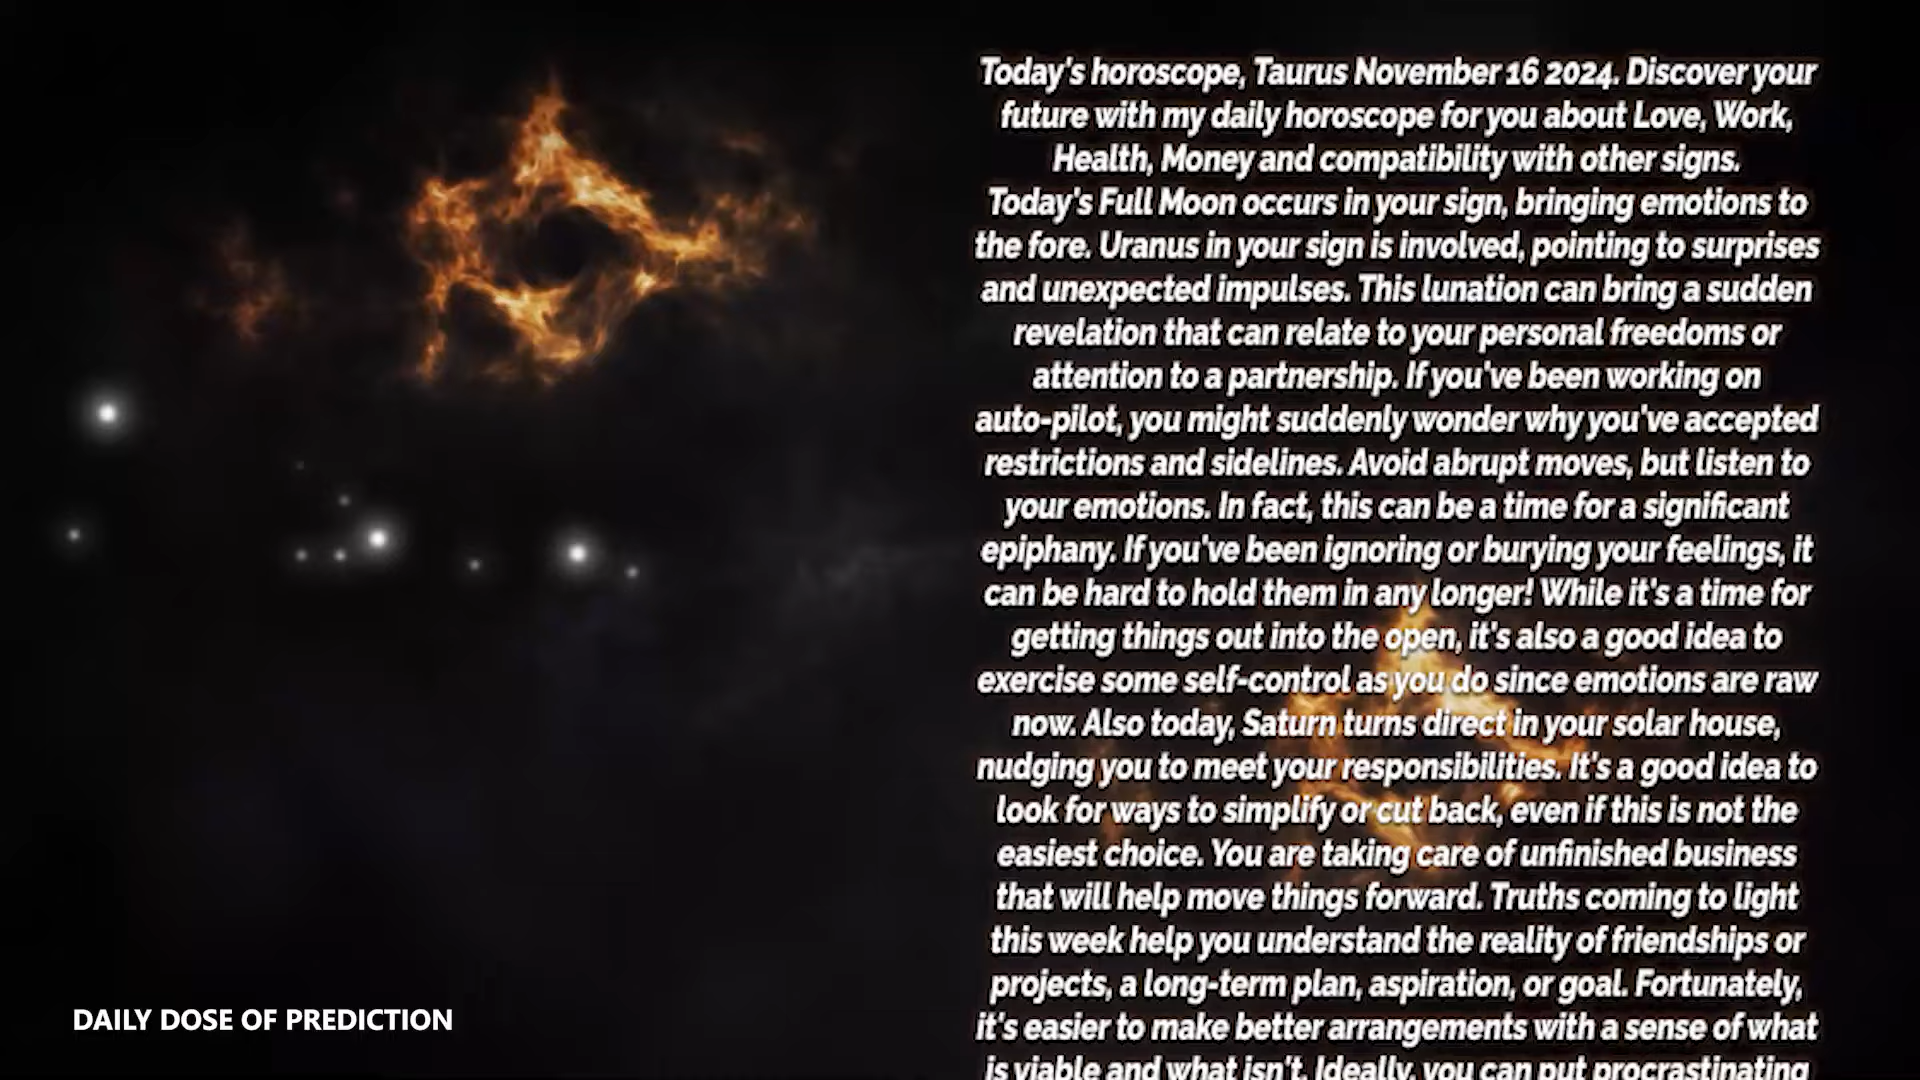 Today's horoscope, Taurus November 16 2024. Discover your
future with my daily horoscope for you about Love, Work,
Health, Money and compatibility with other signs.
Today's Full Moon occurs in your sign, bringing emotions to
the fore. Uranus in your sign is involved, pointing to surprises
and unexpected impulses. This lunation can bring a sudden
revelation that can relate to your personal freedoms or
attention to a partnership. If you've been working on
auto-pilot, you might suddenly wonder why you've accepted
restrictions and sidelines. Avoid abrupt moves, but listen to
your emotions. In fact, this can be a time for a significant
epiphany. If you've been ignoring or burying your feelings, it
can be hard to hold them in any longer! While it's a time for
getting things out into the open, it's also a good idea to
exercise some self-control as you do since emotions are raw
now. Also today, Saturn turns direct in your solar house,
nudging you to meet your responsibilities. It's a good idea to
look for ways to simplify or cut back, even if this is not the
easiest choice. You are taking care of unfinished business
that will help move things forward. Truths coming to light
this week help you understand the reality of friendships or
projects, a long-term plan, aspiration, or goal. Fortunately,
it's easier to make better arrangements with a sense of what
is viable and what isn't. Ideally, you can put procrastinating
DAILY DOSE OF PREDICTION